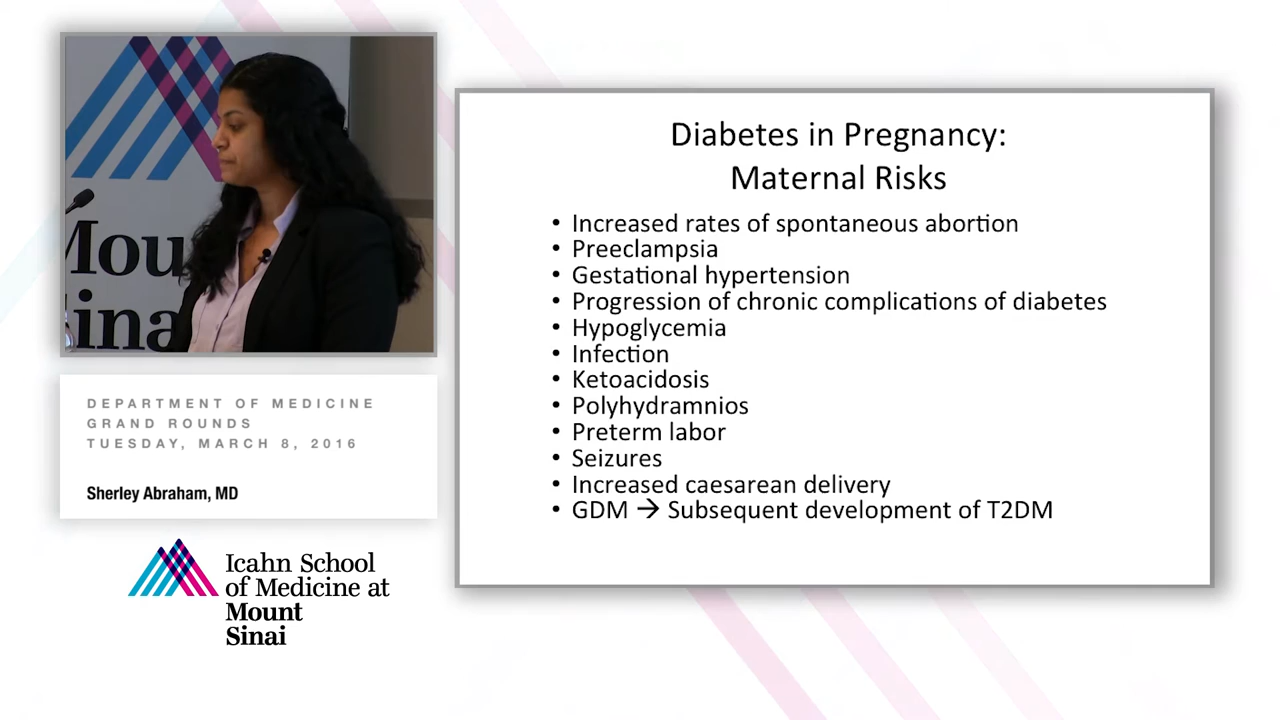 Mou
Sinai
DEPARTMENT OF MEDICINE
GRAND ROUNDS
TUESDAY, MARCH 8, 2016
Sherley Abraham, MD
Icahn School
of Medicine at
Mount
Sinai
Diabetes in Pregnancy:
Maternal Risks
• Increased rates of spontaneous abortion
• Preeclampsia
• Gestational hypertension
• Progression of chronic complications of diabetes
• Hypoglycemia
• Infection
• Ketoacidosis
• Polyhydramnios
• Preterm labor
• Seizures
• Increased caesarean delivery
• GDM → Subsequent development of T2DM